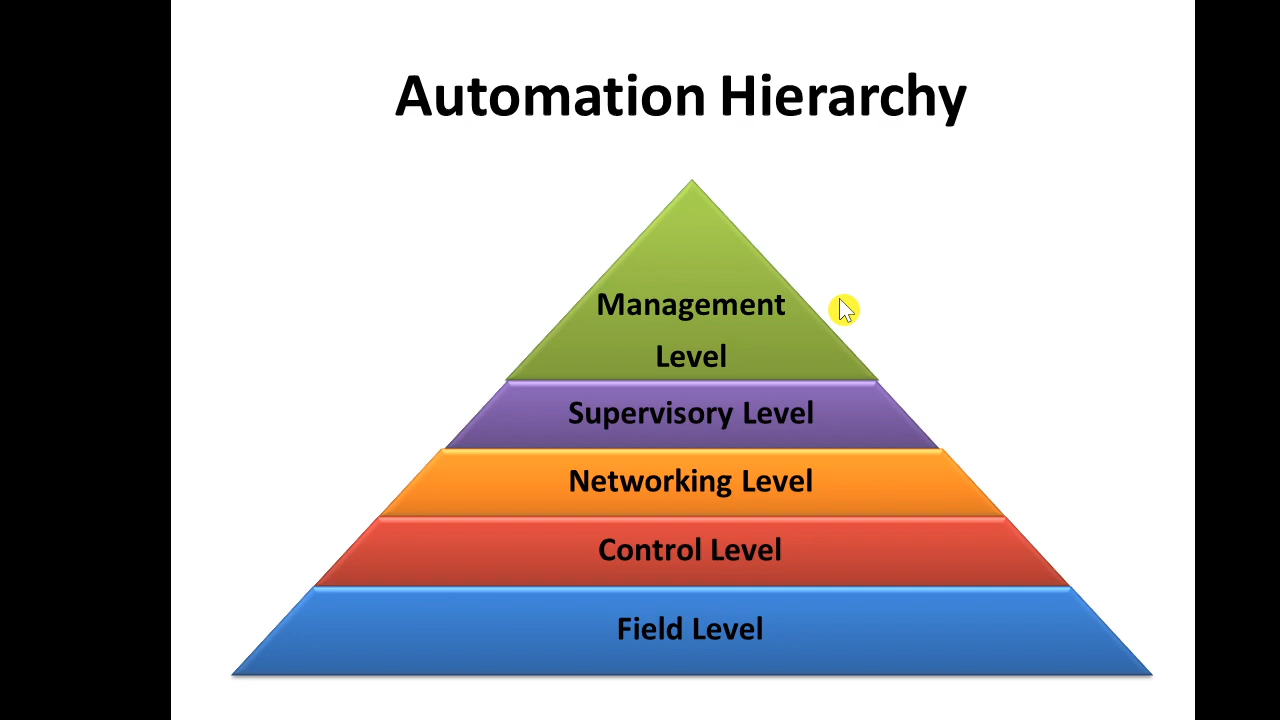 Automation Hierarchy
Management
Level
Supervisory Level
Networking Level
Control Level
Field Level